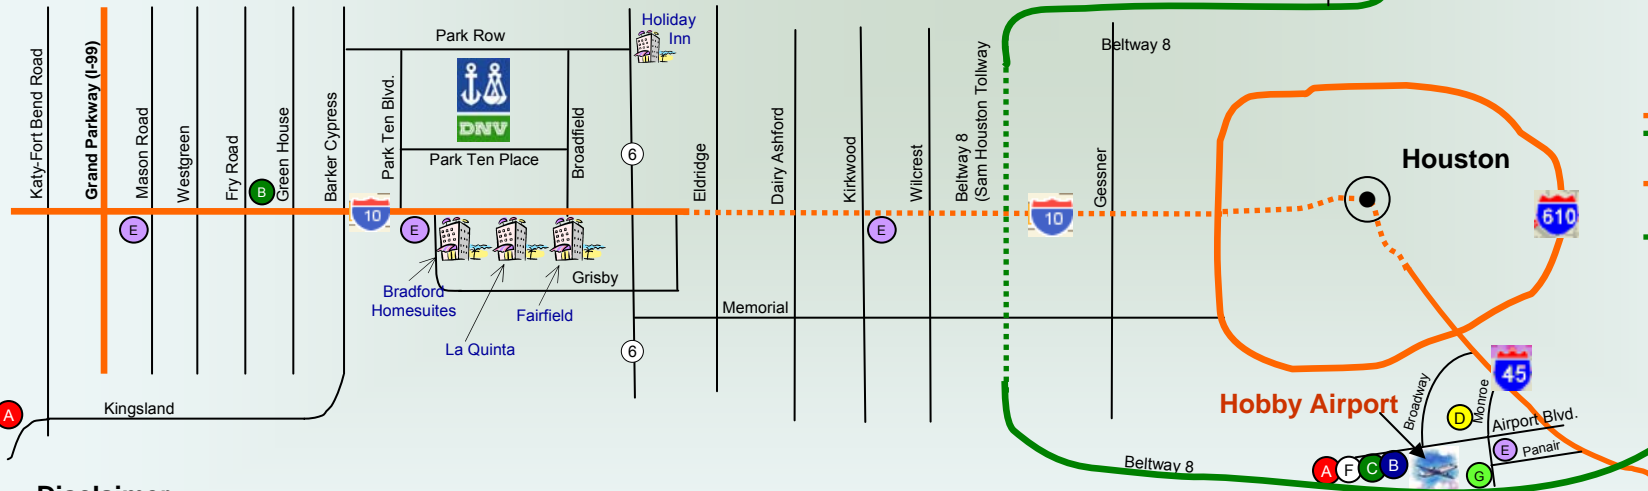 Katy-Fort Bend Road
Grand Parkway (I-99)
Mason Road
Westgreen
Fry Road
B
Green House
Barker Cypress
Park Row
Park Ten Blvd.
DNV
Park Ten Place
Broadfield
Holiday
Inn
6
Eldridge
Dairy Ashford
Kirkwood
Wilcrest
Beltway 8
(Sam Houston Tollway)
Beltway 8
Gessner
Houston
10
10
610
E
E
E
Grisby
Bradford
Homesuites
Fairfield
La Quinta
Memorial
6
45
A
Kingsland
Hobby Airport
Broadway
D
Monroe
Airport Blvd.
E
Panair
Beltway 8
A
F
C
B
G